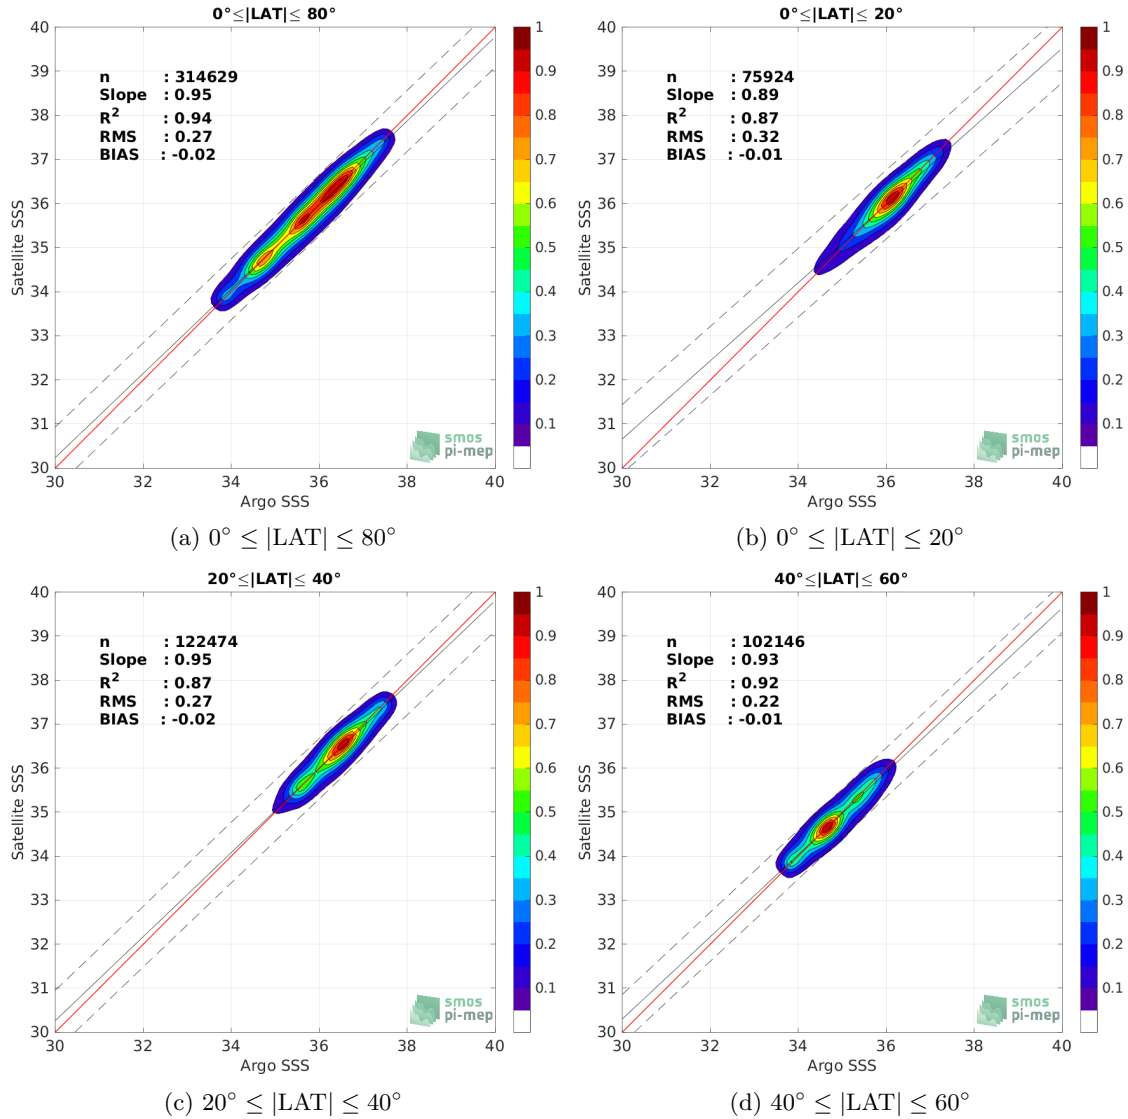 0°≤|LAT|≤ 80°
n : 314629
Slope : 0.95
R² : 0.94
RMS : 0.27
BIAS : -0.02
Satellite SSS
40
39
38
37
36
35
34
33
32
31
30
30 32 34 36 38 40
Argo SSS
1
0.9
0.8
0.7
0.6
0.5
0.4
0.3
0.2
0.1
smos
pi-mep
(a) 0° ≤ |LAT| ≤ 80°
0°≤|LAT|≤ 20°
n : 75924
Slope : 0.89
R² : 0.87
RMS : 0.32
BIAS : -0.01
Satellite SSS
40
39
38
37
36
35
34
33
32
31
30
30 32 34 36 38 40
Argo SSS
1
0.9
0.8
0.7
0.6
0.5
0.4
0.3
0.2
0.1
smos
pi-mep
(b) 0° ≤ |LAT| ≤ 20°
20°≤|LAT|≤ 40°
n : 122474
Slope : 0.95
R² : 0.87
RMS : 0.27
BIAS : -0.02
Satellite SSS
40
39
38
37
36
35
34
33
32
31
30
30 32 34 36 38 40
Argo SSS
1
0.9
0.8
0.7
0.6
0.5
0.4
0.3
0.2
0.1
smos
pi-mep
(c) 20° ≤ |LAT| ≤ 40°
40°≤|LAT|≤ 60°
n : 102146
Slope : 0.93
R² : 0.92
RMS : 0.22
BIAS : -0.01
Satellite SSS
40
39
38
37
36
35
34
33
32
31
30
30 32 34 36 38 40
Argo SSS
1
0.9
0.8
0.7
0.6
0.5
0.4
0.3
0.2
0.1
smos
pi-mep
(d) 40° ≤ |LAT| ≤ 60°